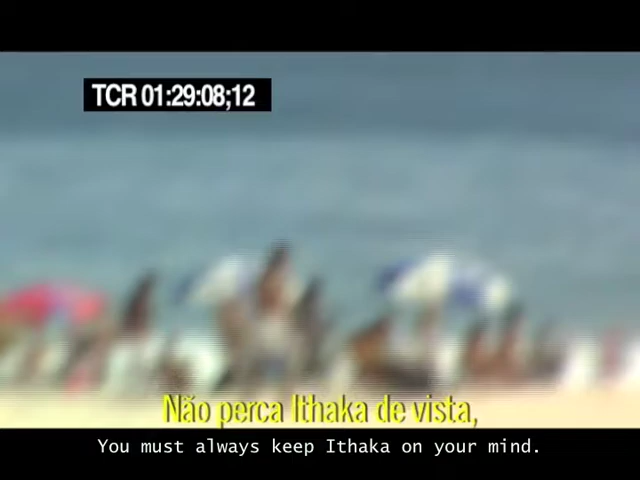 TCR 01:29:08;12
Não perca Ithaka de vista,
You must always keep Ithaka on your mind.